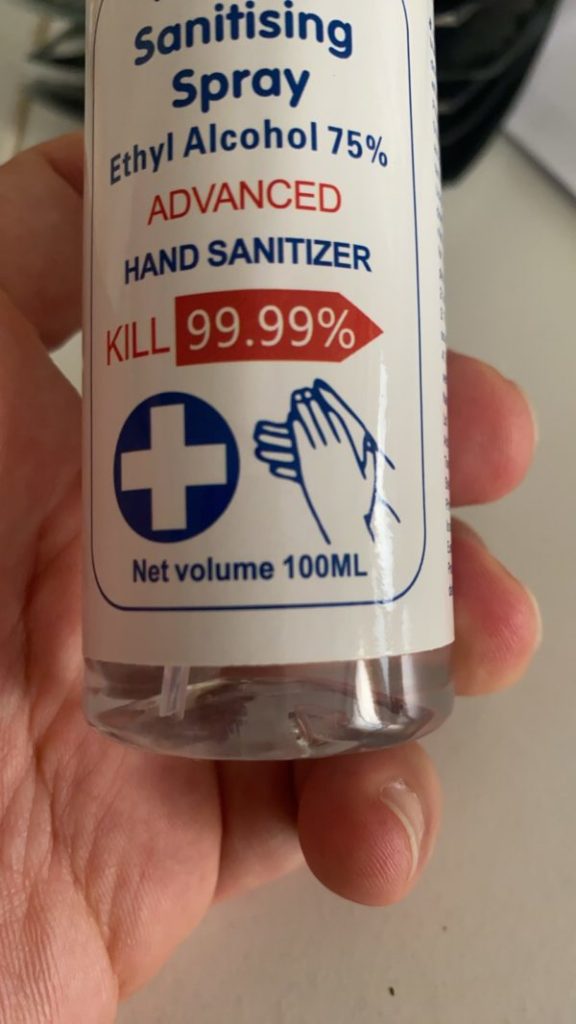 Sanitising
Spray
Ethyl Alcohol 75%
ADVANCED
HAND SANITIZER
KILL 99.99%
Net volume 100ML